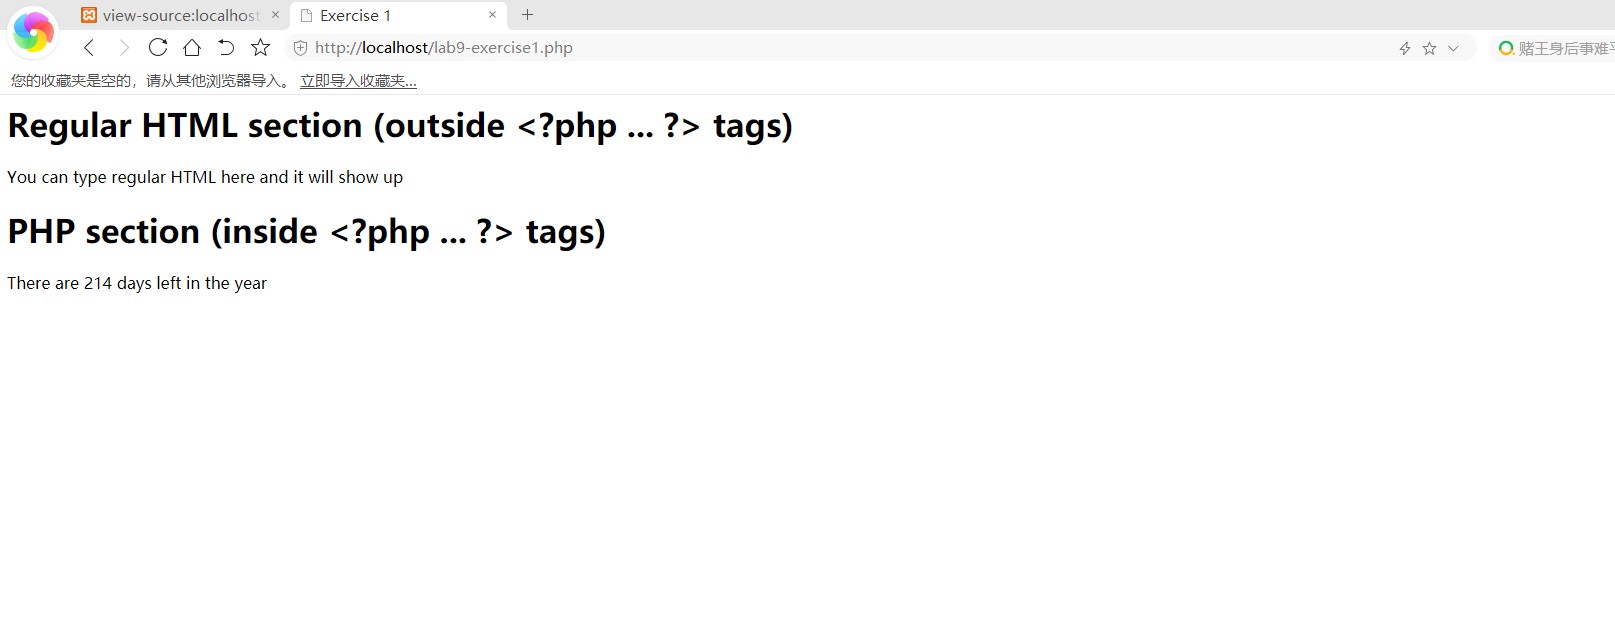 view-source:localhost
Exercise 1
http://localhost/lab9-exercise1.php
赌王身后事难平
您的收藏夹是空的，请从其他浏览器导入。 立即导入收藏夹...
Regular HTML section (outside <?php ... ?> tags)
You can type regular HTML here and it will show up
PHP section (inside <?php ... ?> tags)
There are 214 days left in the year